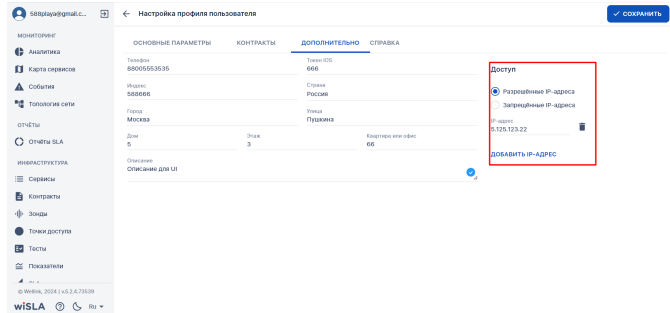 588playa@gmail.c...
Настройка профиля пользователя
СОХРАНИТЬ
МОНИТОРИНГ
Аналитика
Карта сервисов
События
Топология сети
ОТЧЁТЫ
Отчёты SLA
ИНФРАСТРУКТУРА
Сервисы
Контракты
Зонды
Точки доступа
Тесты
Показатели
© Wellink, 2024 | v.5.2.4.73539
wiSLA Ru
ОСНОВНЫЕ ПАРАМЕТРЫ КОНТРАКТЫ ДОПОЛНИТЕЛЬНО СПРАВКА
Телефон Токен IOS
88005553535 666
Индекс Страна
588666 Россия
Город Улица
Москва Пушкина
Дом Этаж Квартира или офис
5 3 66
Описание
Описание для UI
Доступ
Разрешённые IP-адреса
Запрещённые IP-адреса
IP-адрес
5.125.123.22
ДОБАВИТЬ IP-АДРЕС